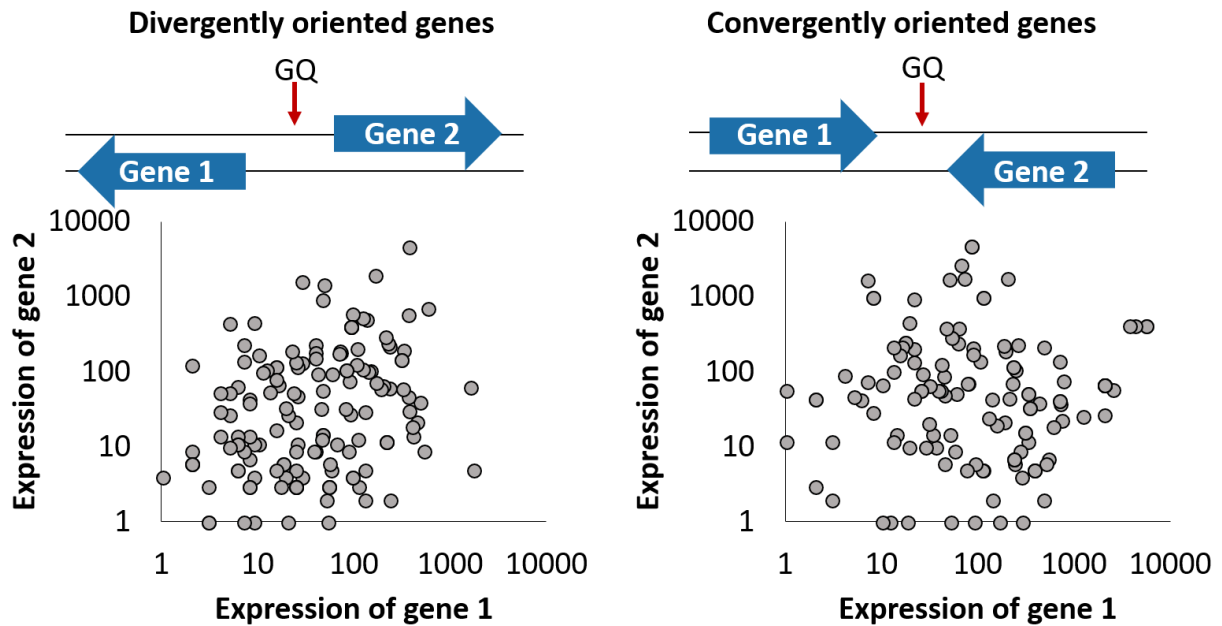 Divergently oriented genes
GQ
Gene 2
Gene 1
Expression of gene 2
10000
1000
100
10
1
1 10 100 1000 10000
Expression of gene 1
Convergently oriented genes
GQ
Gene 1
Gene 2
Expression of gene 2
10000
1000
100
10
1
1 10 100 1000 10000
Expression of gene 1